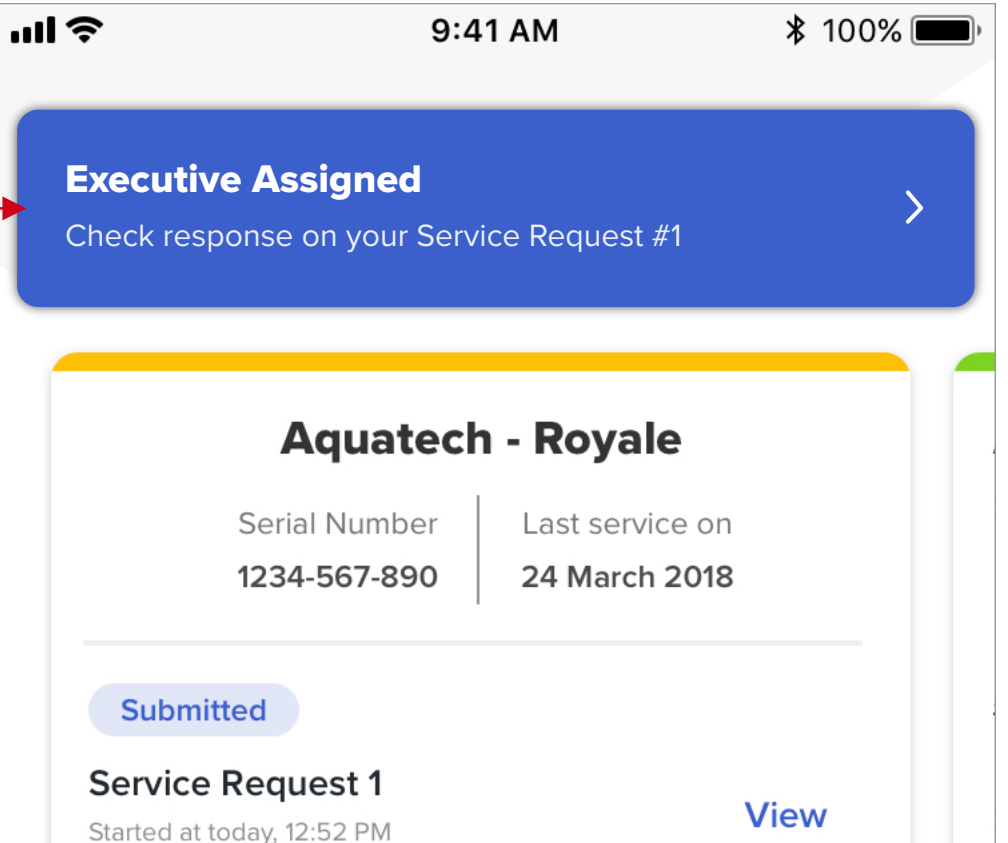 9:41 AM
100%
Executive Assigned
Check response on your Service Request #1
Aquatech - Royale
Serial Number
Last service on
1234-567-890
24 March 2018
Submitted
Service Request 1
View
Started at today, 12:52 PM